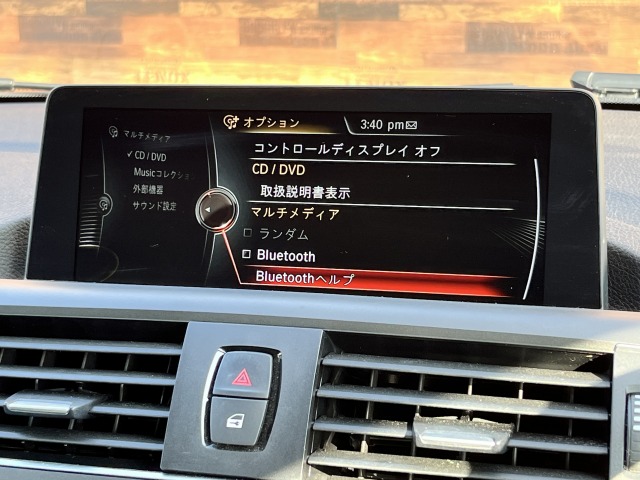 オプション
3:40 pm
マルチメディア
✓ CD / DVD
Musicコレクション
外部機器
サウンド設定
コントロールディスプレイ オフ
CD / DVD
取扱説明書表示
マルチメディア
ランダム
Bluetooth
Bluetoothヘルプ